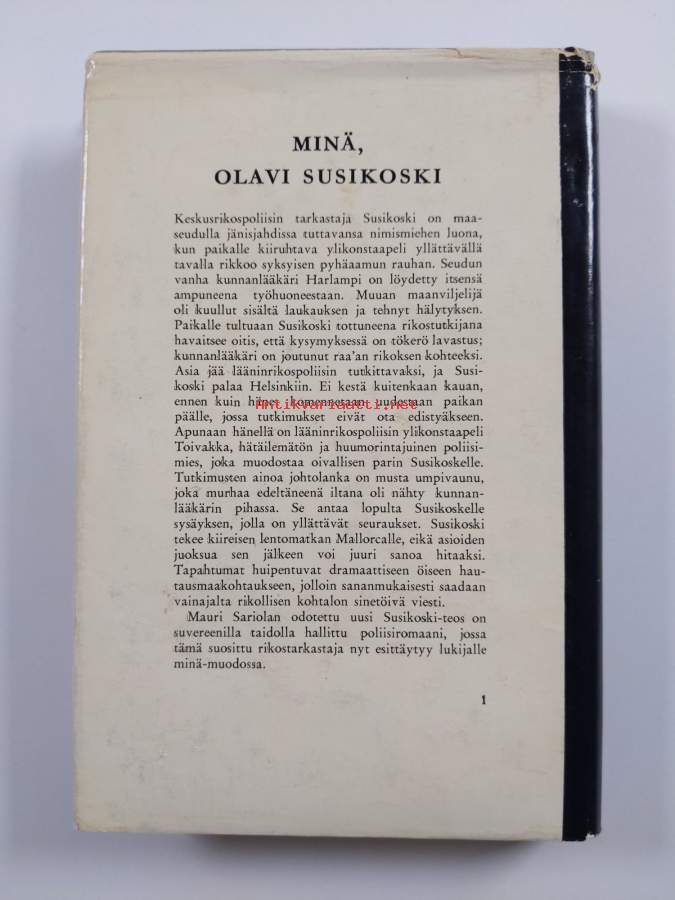 MINÄ,
OLAVI SUSIKOSKI
Keskusrikospoliisin tarkastaja Susikoski on maa-
seudulla jänisjahdissa tuttavansa nimismiehen luona,
kun paikalle kiiruhtava ylikonstaapeli yllättävällä
tavalla rikkoo syksyisen pyhäaamun rauhan. Seudun
vanha kunnanlääkäri Harlampi on löydetty itsensä
ampuneena työhuoneestaan. Muuan maanviljelijä
oli kuullut sisältä laukauksen ja tehnyt hälytyksen.
Paikalle tultuaan Susikoski tottuneena rikostutkijana
havaitsee oitis, että kysymyksessä on tökerö lavastus;
kunnanlääkäri on joutunut raa'an rikoksen kohteeksi.
Asia jää lääninrikospoliisin tutkittavaksi, ja Susi-
koski palaa Helsinkiin. Ei kestä kuitenkaan kauan,
ennen kuin hänet komennetaan uudestaan paikan
Antikvariaatti.net
päälle, jossa tutkimukset eivät ota edistyäkseen.
Apunaan hänellä on lääninrikospoliisin ylikonstaapeli
Toivakka, hätäilemätön ja huumorintajuinen poliisi-
mies, joka muodostaa oivallisen parin Susikoskelle.
Tutkimusten ainoa johtolanka on musta umpivaunu,
joka murhaa edeltäneenä iltana oli nähty kunnan-
lääkärin pihassa. Se antaa lopulta Susikoskelle
sysäyksen, jolla on yllättävät seuraukset. Susikoski
tekee kiireisen lentomatkan Mallorcalle, eikä asioiden
juoksua sen jälkeen voi juuri sanoa hitaaksi.
Tapahtumat huipentuvat dramaattiseen öiseen hau-
tausmaakohtaukseen, jolloin sananmukaisesti saadaan
vainajalta rikollisen kohtalon sinetöivä viesti.
Mauri Sariolan odotettu uusi Susikoski-teos on
suvereenilla taidolla hallittu poliisiromaani, jossa
tämä suosittu rikostarkastaja nyt esittäytyy lukijalle
minä-muodossa.
1